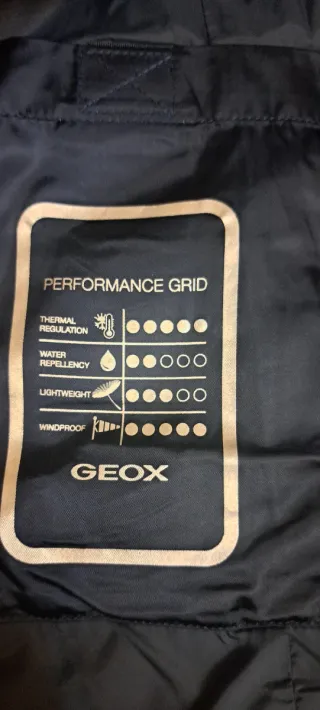 PERFORMANCE GRID
THERMAL
REGULATION
WATER
REPELLENCY
LIGHTWEIGHT
WINDPROOF
GEOX